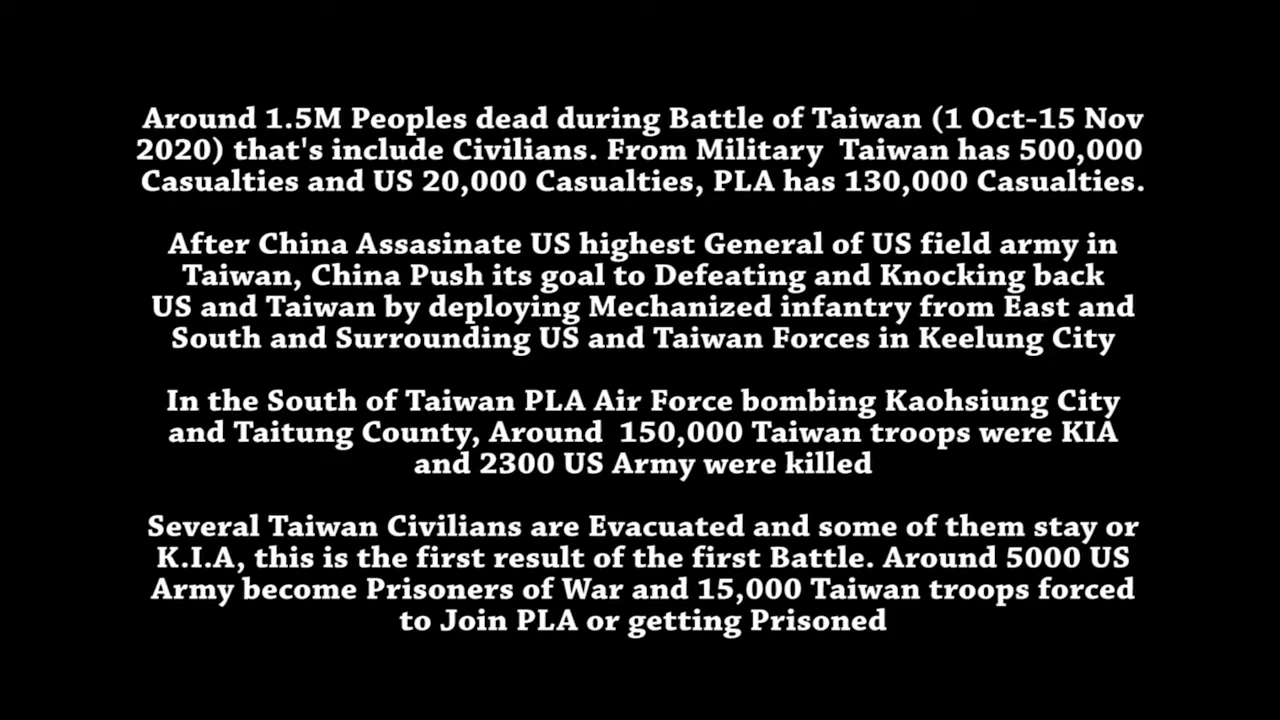 Around 1.5M Peoples dead during Battle of Taiwan (1 Oct-15 Nov
2020) that's include Civilians. From Military  Taiwan has 500,000
Casualties and US 20,000 Casualties, PLA has 130,000 Casualties.
After China Assasinate US highest General of US field army in
Taiwan, China Push its goal to Defeating and Knocking back
US and Taiwan by deploying Mechanized infantry from East and
South and Surrounding US and Taiwan Forces in Keelung City
In the South of Taiwan PLA Air Force bombing Kaohsiung City
and Taitung County, Around  150,000 Taiwan troops were KIA
and 2300 US Army were killed
Several Taiwan Civilians are Evacuated and some of them stay or
K.I.A, this is the first result of the first Battle. Around 5000 US
Army become Prisoners of War and 15,000 Taiwan troops forced
to Join PLA or getting Prisoned